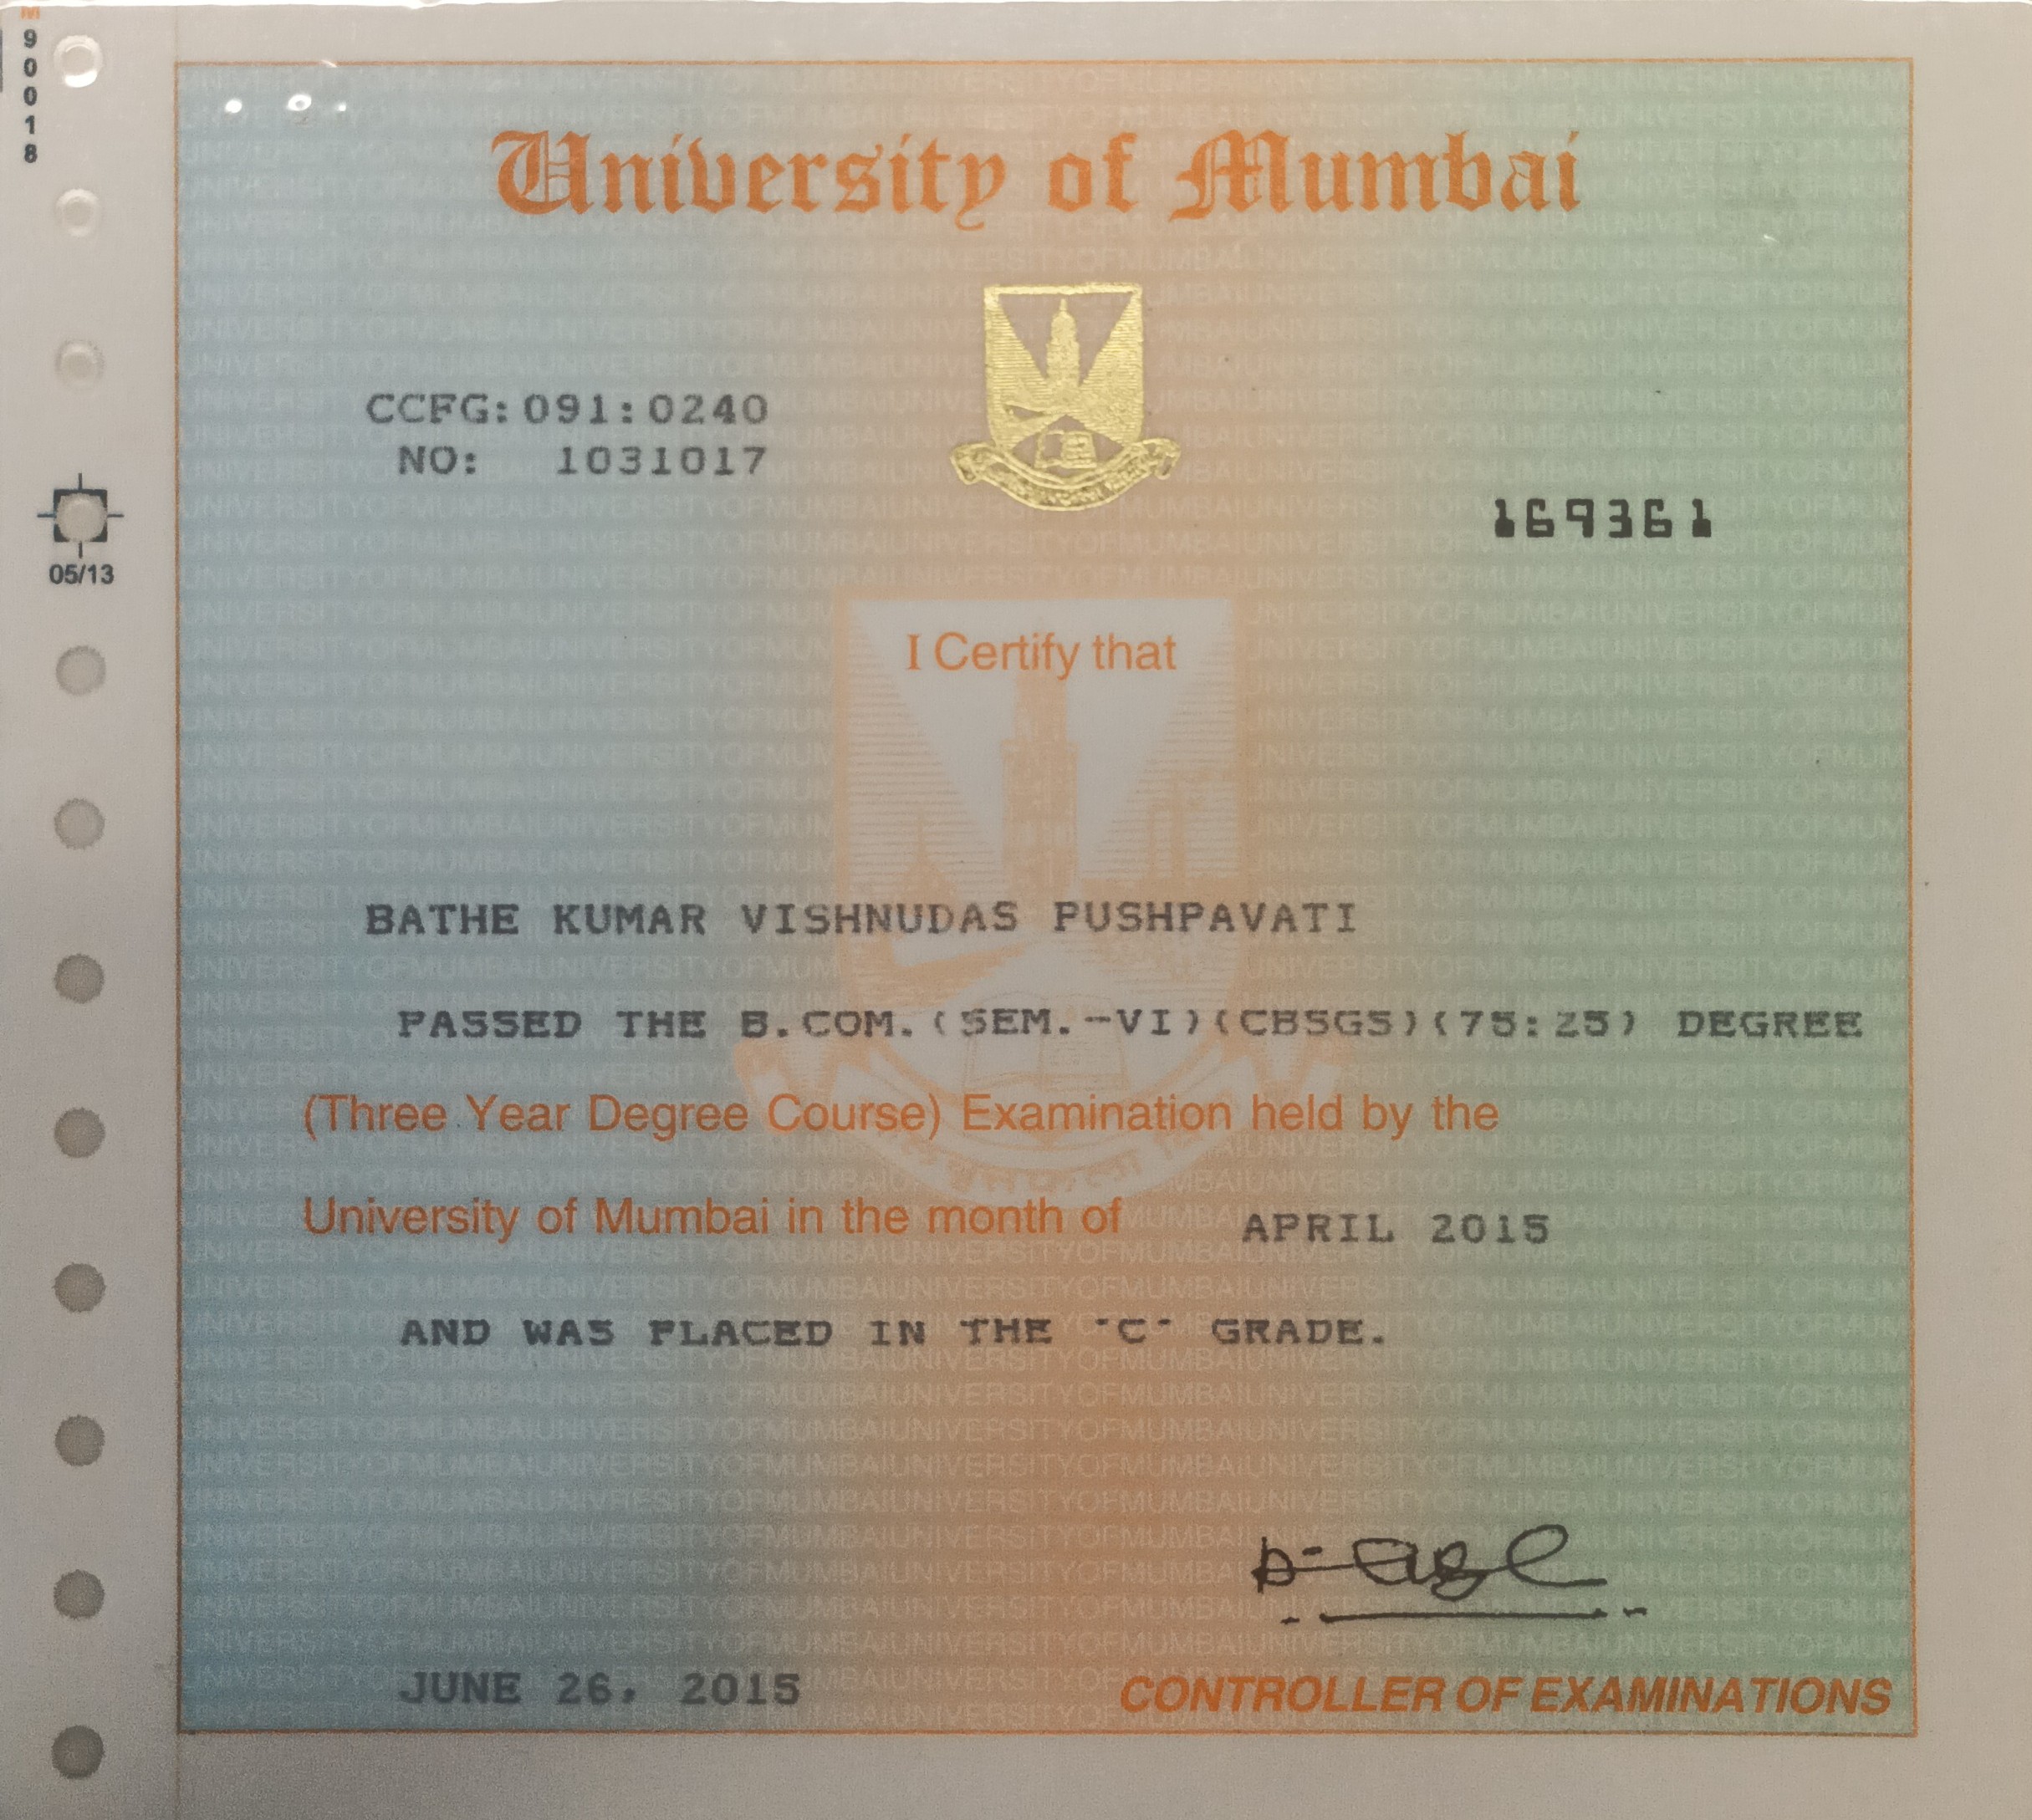 M
9
0
0
1
8
05/13
University of Mumbai
CCFG:091:0240
NO: 1031017
169361
I Certify that
BATHE KUMAR VISHNUDAS PUSHPAVATI
PASSED THE B.COM.(SEM.-VI)(CBSGS)(75:25) DEGREE
(Three Year Degree Course) Examination held by the
University of Mumbai in the month of APRIL 2015
AND WAS PLACED IN THE "C" GRADE.
JUNE 26, 2015
CONTROLLER OF EXAMINATIONS